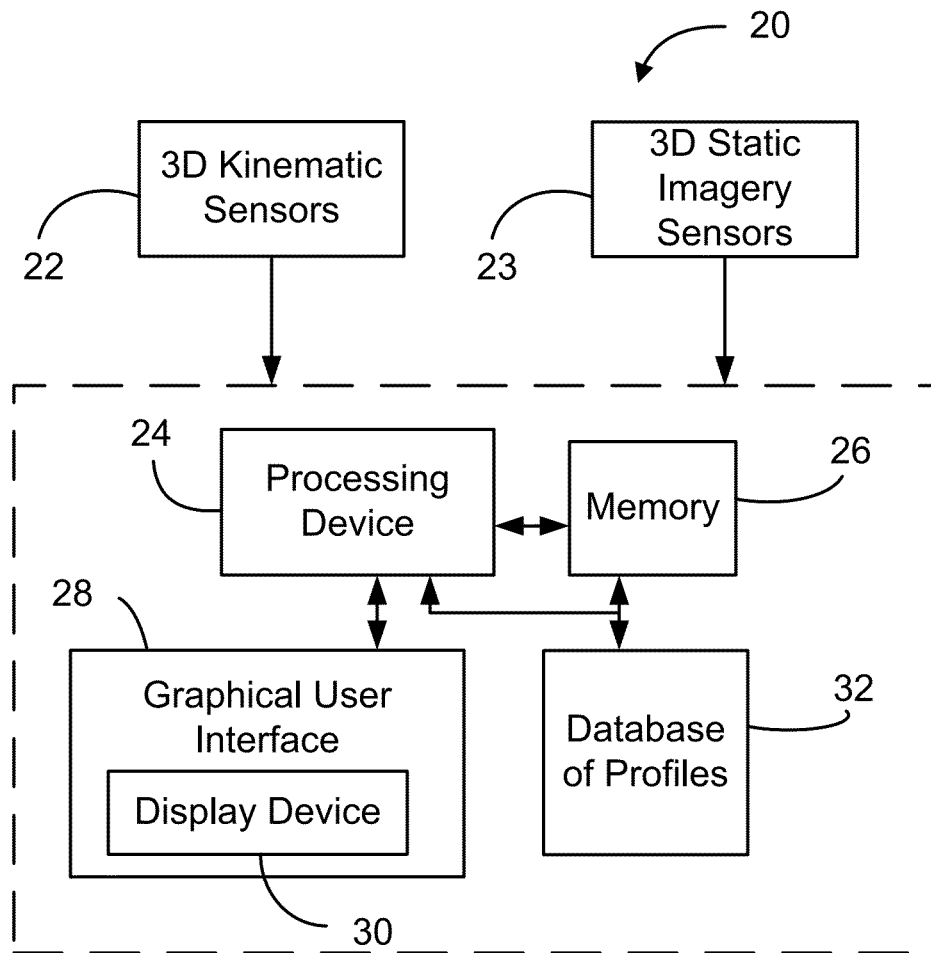 20
3D Kinematic
Sensors
3D Static
Imagery
Sensors
22
23
24
Processing
Device
Memory
26
28
Graphical User
Interface
Display Device
30
Database
of Profiles
32